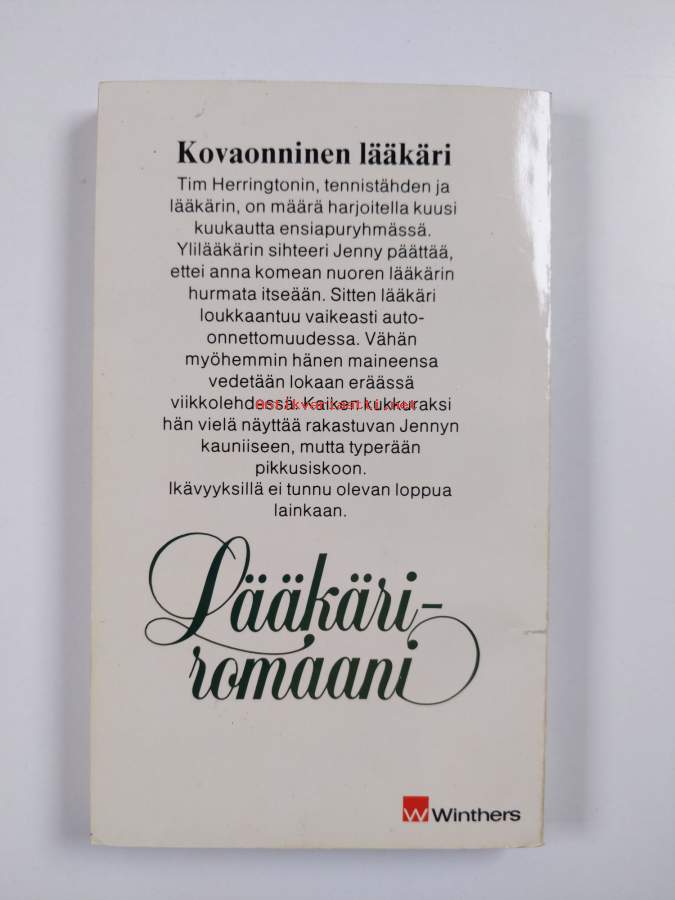 Kovaonninen lääkäri
Tim Herringtonin, tennistähden ja
lääkärin, on määrä harjoitella kuusi
kuukautta ensiapuryhmässä.
Ylilääkärin sihteeri Jenny päättää,
ettei anna komean nuoren lääkärin
hurmata itseään. Sitten lääkäri
loukkaantuu vaikeasti auto-
onnettomuudessa. Vähän
myöhemmin hänen maineensa
vedetään lokaan eräässä
viikkolehdessä. Kaiken kukkuraksi
hän vielä näyttää rakastuvan Jennyn
kauniiseen, mutta typerään
pikkusiskoon.
Ikävyyksillä ei tunnu olevan loppua
lainkaan.
Lääkäri-
romaani
Winthers